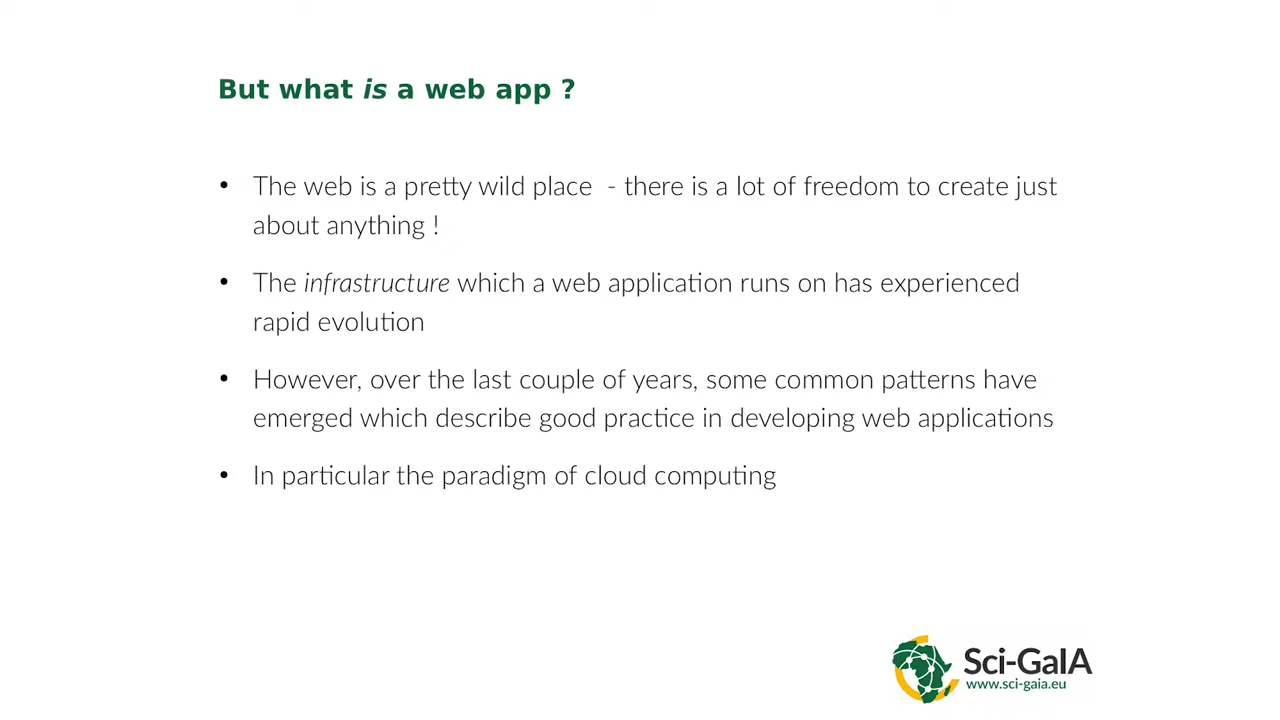 But what is a web app ?
• The web is a pretty wild place - there is a lot of freedom to create just
about anything !
• The infrastructure which a web application runs on has experienced
rapid evolution
• However, over the last couple of years, some common patterns have
emerged which describe good practice in developing web applications
• In particular the paradigm of cloud computing
Sci-GaIA
www.sci-gaia.eu